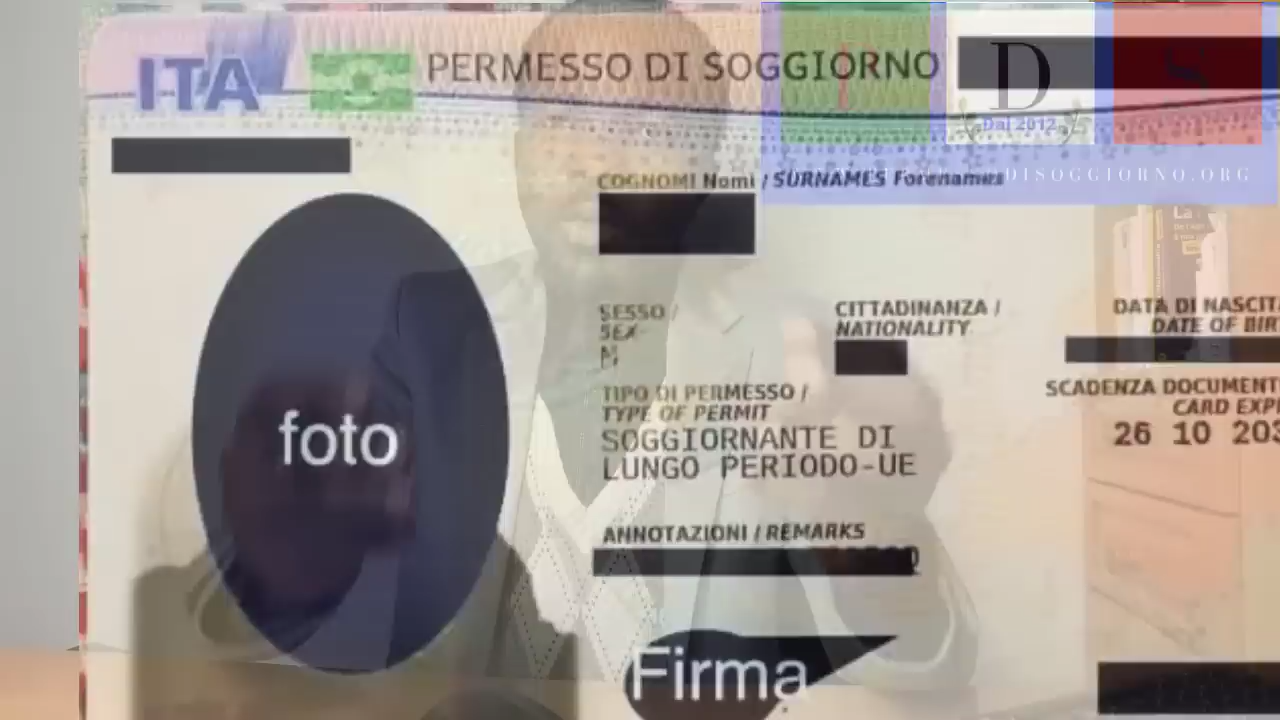 ITA
PERMESSO DI SOGGIORNO
D
Dal 2012
DISOGGIORNO.ORG
COGNOMI Nomi / SURNAMES Forenames
SESSO /
SEX
M
CITTADINANZA /
NATIONALITY
DATA DI NASCIT
DATE OF BIR
TIPO DI PERMESSO /
TYPE OF PERMIT
SOGGIORNANTE DI
LUNGO PERIODO-UE
SCADENZA DOCUMENT
CARD EXP
26 10 203
foto
ANNOTAZIONI / REMARKS
Firma